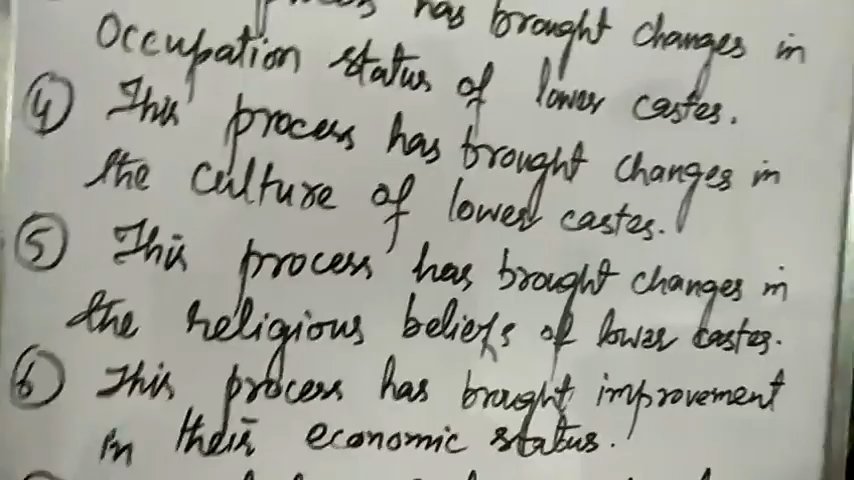 process has brought changes in
Occupation status of lower castes.
④ This process has brought changes in
the culture of lower castes.
⑤ This process has brought changes in
the religious beliefs of lower castes.
⑥ This process has brought improvement
in their economic status.